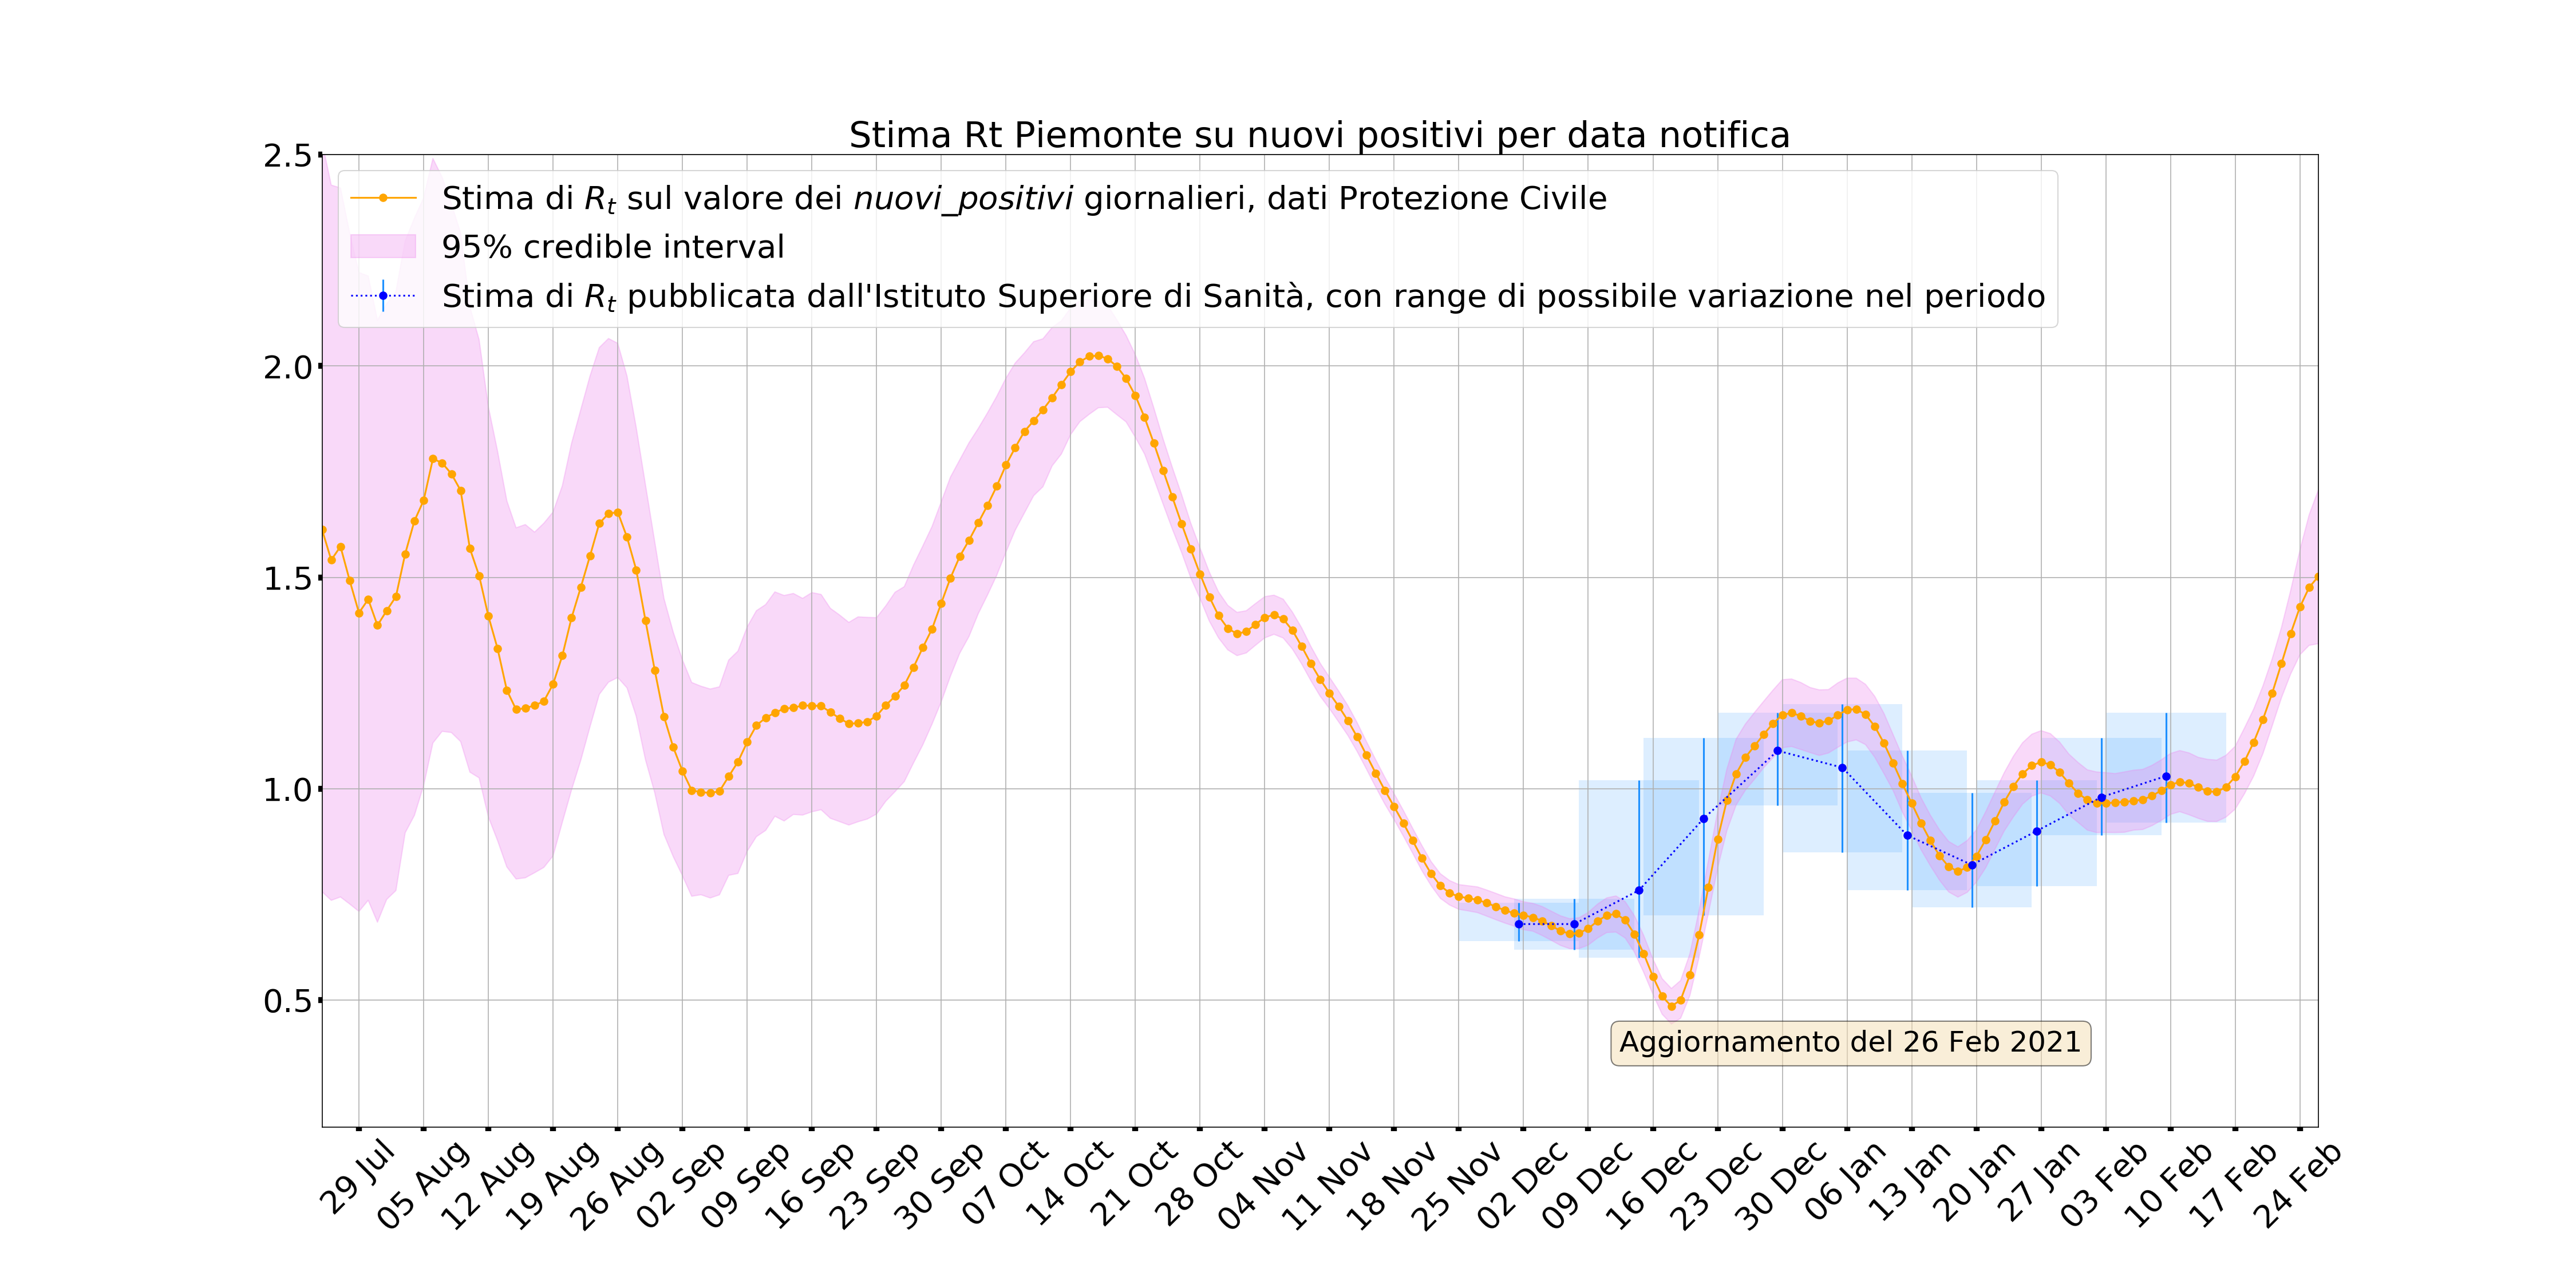 Stima Rt Piemonte su nuovi positivi per data notifica
2.5
2.0
1.5
1.0
0.5
Stima di Rt sul valore dei nuovi_positivi giornalieri, dati Protezione Civile
95% credible interval
Stima di Rt pubblicata dall'Istituto Superiore di Sanità, con range di possibile variazione nel periodo
Aggiornamento del 26 Feb 2021
29 Jul
05 Aug
12 Aug
19 Aug
26 Aug
02 Sep
09 Sep
16 Sep
23 Sep
30 Sep
07 Oct
14 Oct
21 Oct
28 Oct
04 Nov
11 Nov
18 Nov
25 Nov
02 Dec
09 Dec
16 Dec
23 Dec
30 Dec
06 Jan
13 Jan
20 Jan
27 Jan
03 Feb
10 Feb
17 Feb
24 Feb